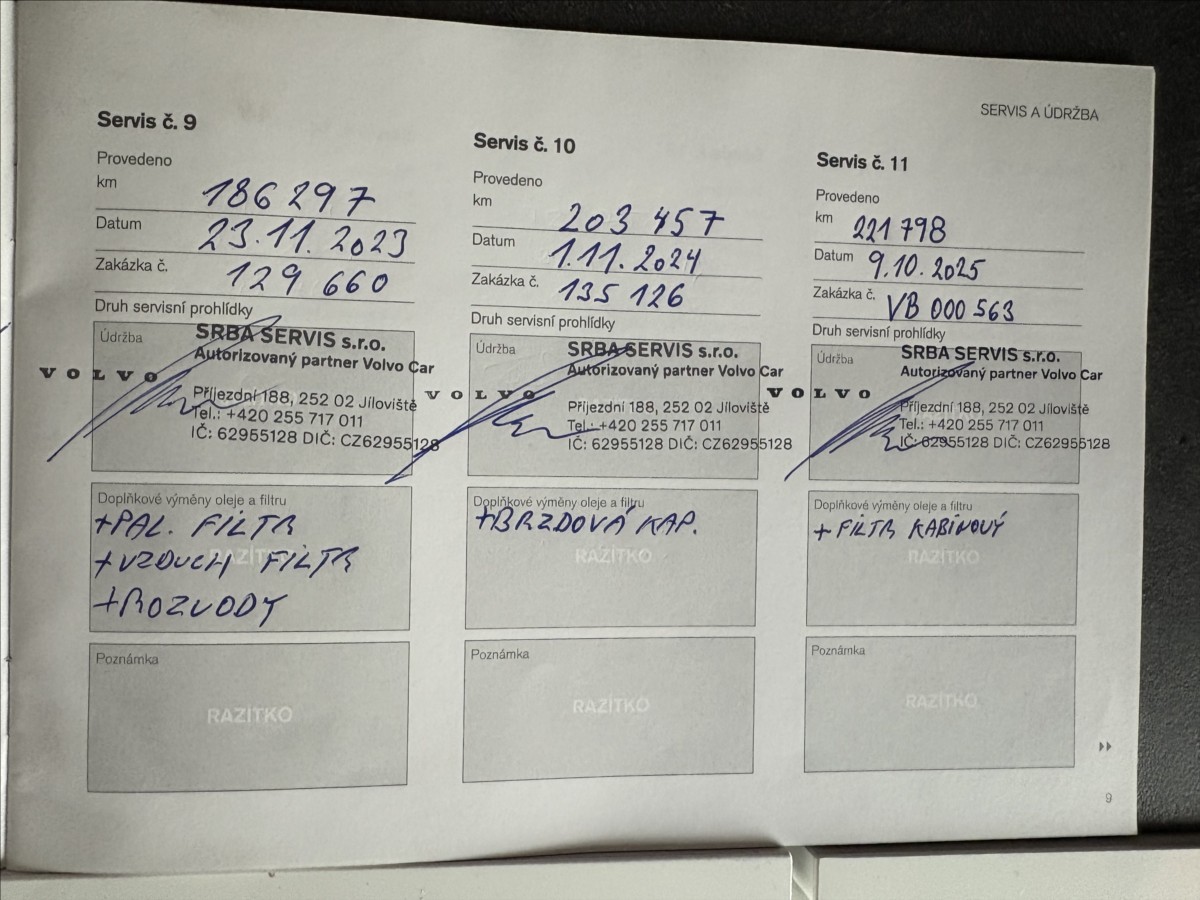 SERVIS A ÚDRŽBA
Servis č. 9
Provedeno
km 186 297
Datum 23.11.2023
Zakázka č. 129 660
Druh servisní prohlídky
Údržba
SRBA SERVIS s.r.o.
Autorizovaný partner Volvo Car
VOLVO
Příjezdní 188, 252 02 Jíloviště
Tel.: +420 255 717 011
IČ: 62955128 DIČ: CZ62955128
Doplňkové výměny oleje a filtru
+PAL. FILTR
+VZDUCH FILTR
+ROZVODY
RAZÍTKO
Poznámka
RAZÍTKO
Servis č. 10
Provedeno
km 203 457
Datum 1.11.2024
Zakázka č. 135 126
Druh servisní prohlídky
Údržba
SRBA SERVIS s.r.o.
Autorizovaný partner Volvo Car
VOLVO
Příjezdní 188, 252 02 Jíloviště
Tel.: +420 255 717 011
IČ: 62955128 DIČ: CZ62955128
Doplňkové výměny oleje a filtru
+BRZDOVÁ KAP.
RAZÍTKO
Poznámka
RAZÍTKO
Servis č. 11
Provedeno
km 221 798
Datum 9.10.2025
Zakázka č. VB 000 563
Druh servisní prohlídky
Údržba
SRBA SERVIS s.r.o.
Autorizovaný partner Volvo Car
VOLVO
Příjezdní 188, 252 02 Jíloviště
Tel.: +420 255 717 011
IČ: 62955128 DIČ: CZ62955128
Doplňkové výměny oleje a filtru
+ FILTR KABINOVÝ
RAZÍTKO
Poznámka
RAZÍTKO
9